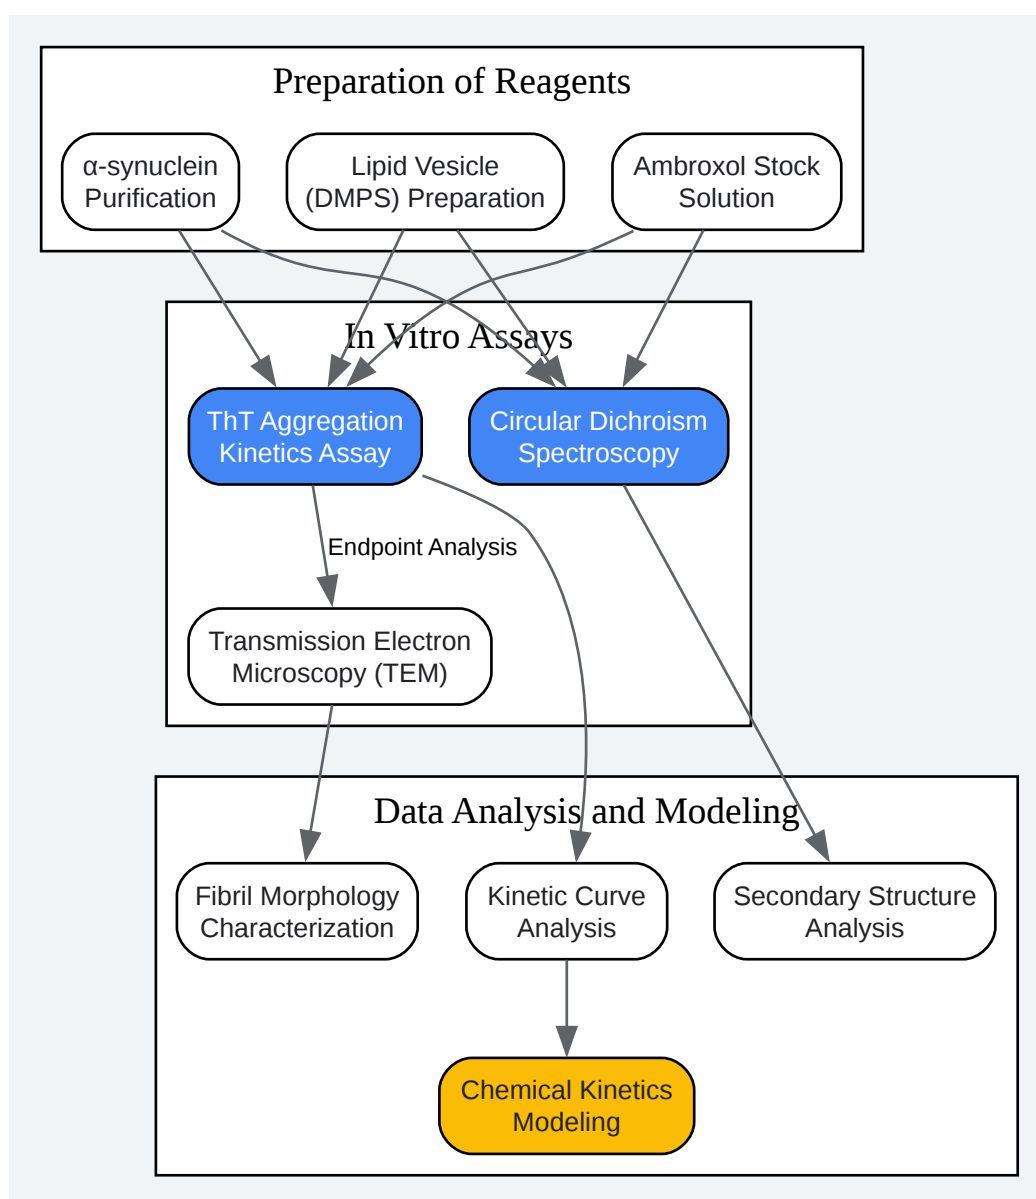 Preparation of Reagents
α-synuclein
Purification
Lipid Vesicle
(DMPS) Preparation
Ambroxol Stock
Solution
In Vitro Assays
ThT Aggregation
Kinetics Assay
Circular Dichroism
Spectroscopy
Endpoint Analysis
Transmission Electron
Microscopy (TEM)
Data Analysis and Modeling
Fibril Morphology
Characterization
Kinetic Curve
Analysis
Secondary Structure
Analysis
Chemical Kinetics
Modeling